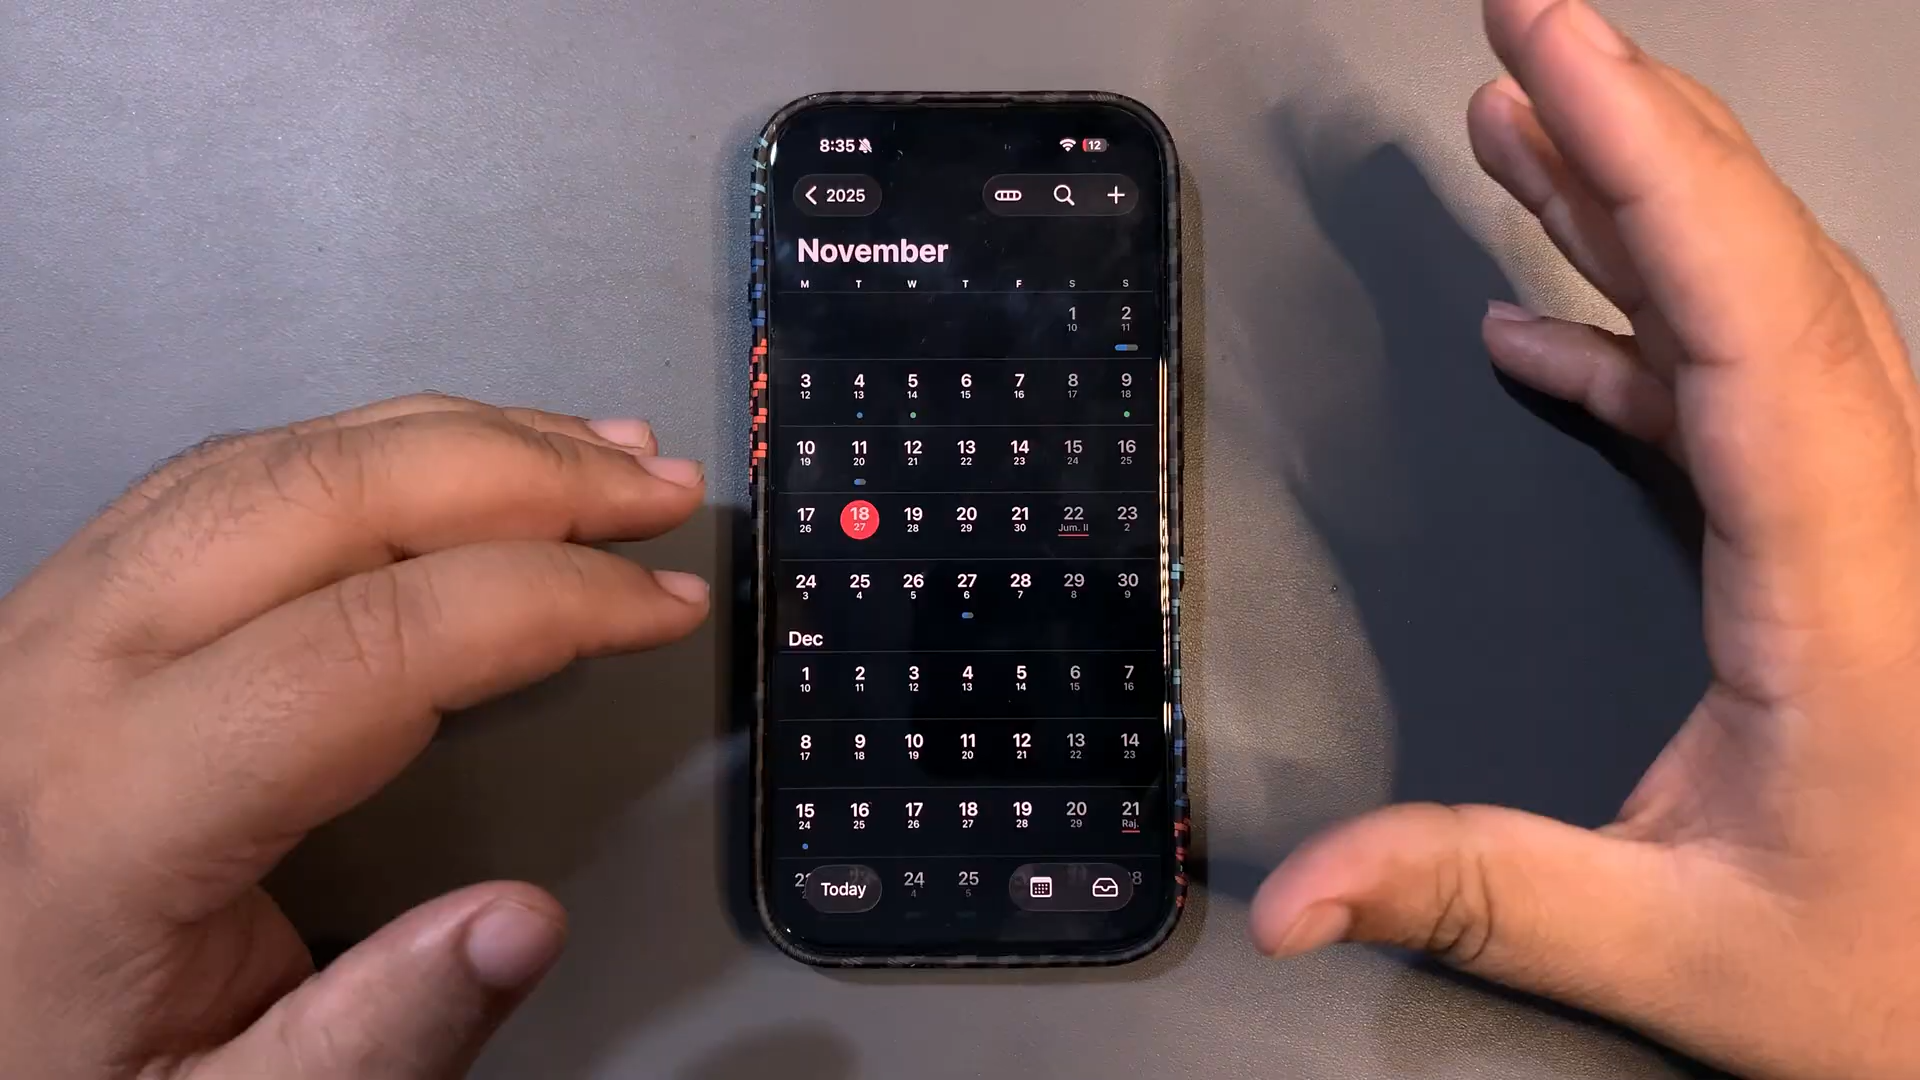 8:35 12
2025
November
M T W T F S S
1 2
10 11
3 4 5 6 7 8 9
12 13 14 15 16 17 18
10 11 12 13 14 15 16
19 20 21 22 23 24 25
17 18 19 20 21 22 23
26 27 28 29 30 Jum. II 2
24 25 26 27 28 29 30
3 4 5 6 7 8 9
Dec
1 2 3 4 5 6 7
10 11 12 13 14 15 16
8 9 10 11 12 13 14
17 18 19 20 21 22 23
15 16 17 18 19 20 21
24 25 26 27 28 29 Raj.
24 25
4 5
Today